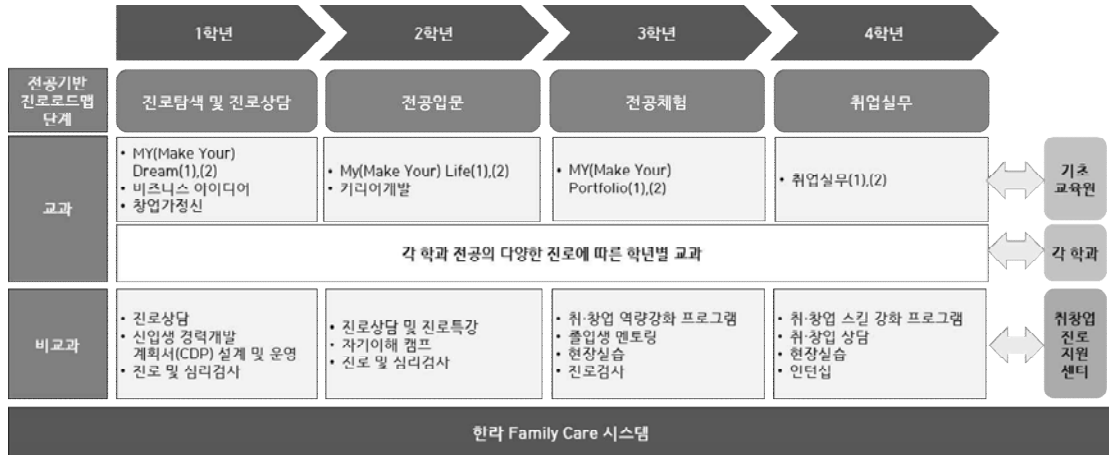 1학년
2학년
3학년
4학년
전공기반
진로로드맵
단계
진로탐색 및 진로상담
전공입문
전공체험
취업실무
교과
• MY(Make Your)
Dream(1),(2)
• 비즈니스 아이디어
• 창업가정신
• My(Make Your) Life(1),(2)
• 커리어개발
• MY(Make Your)
Portfolio(1),(2)
• 취업실무(1),(2)
기초
교육원
각 학과 전공의 다양한 진로에 따른 학년별 교과
각 학과
비교과
• 진로상담
• 신입생 경력개발
계획서(CDP) 설계 및 운영
• 진로 및 심리검사
• 진로상담 및 진로특강
• 자기이해 캠프
• 진로 및 심리검사
• 취·창업 역량강화 프로그램
• 졸업생 멘토링
• 현장실습
• 진로검사
• 취·창업 스킬 강화 프로그램
• 취·창업 상담
• 현장실습
• 인턴십
취창업
진로
지원
센터
한라 Family Care 시스템